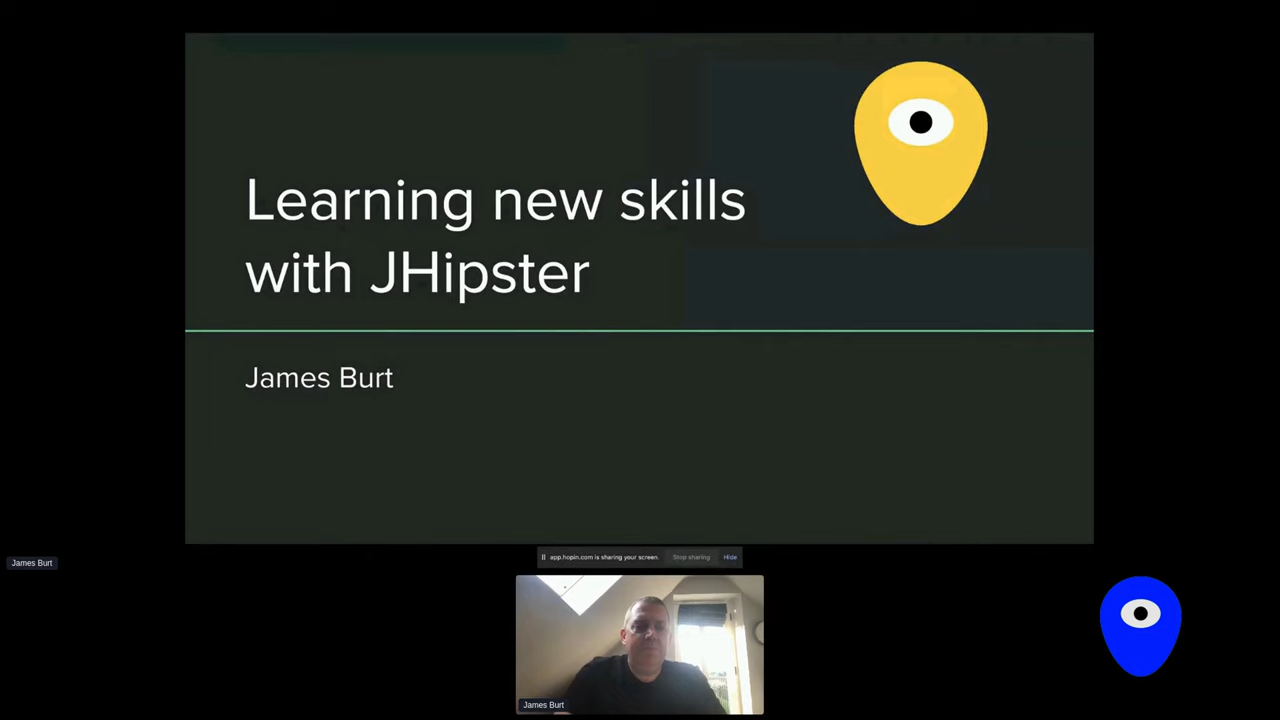 Learning new skills
with JHipster
James Burt
app.hopin.com is sharing your screen.
Stop sharing
Hide
James Burt
James Burt